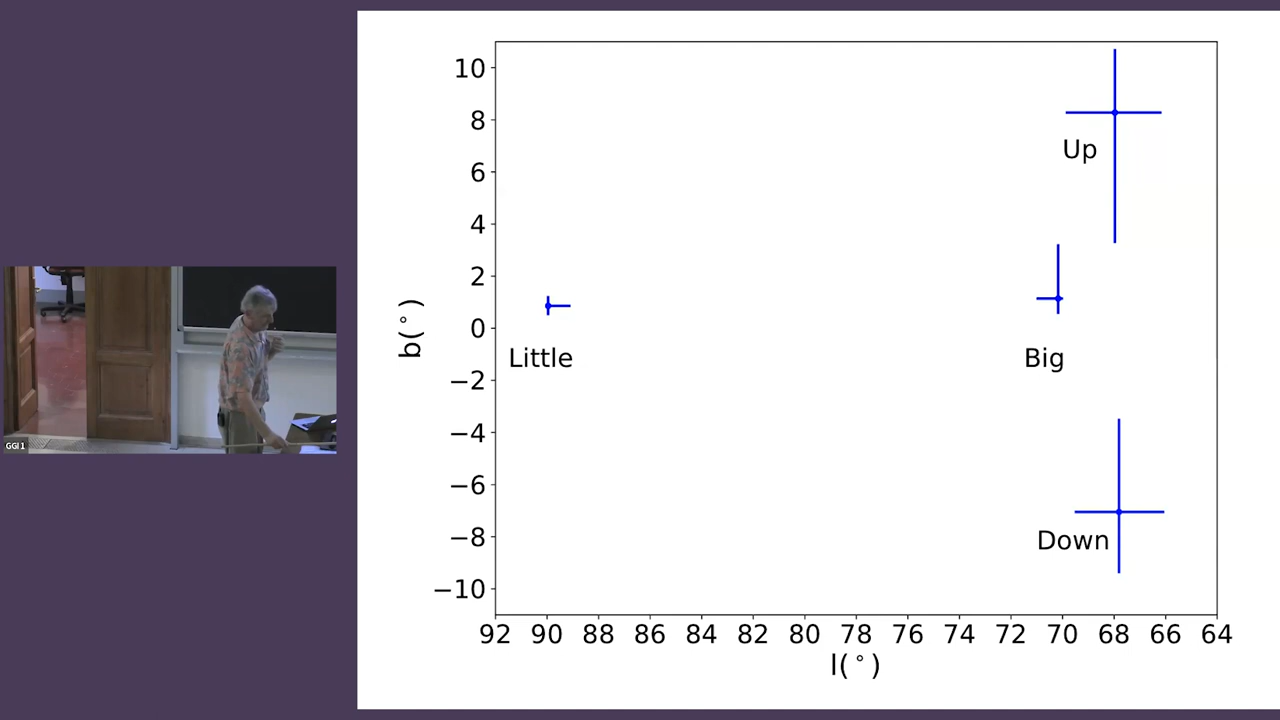 10
8
6
4
2
0
−2
−4
−6
−8
−10
b(°)
Up
Little
Big
Down
92 90 88 86 84 82 80 78 76 74 72 70 68 66 64
l(°)
GGI 1